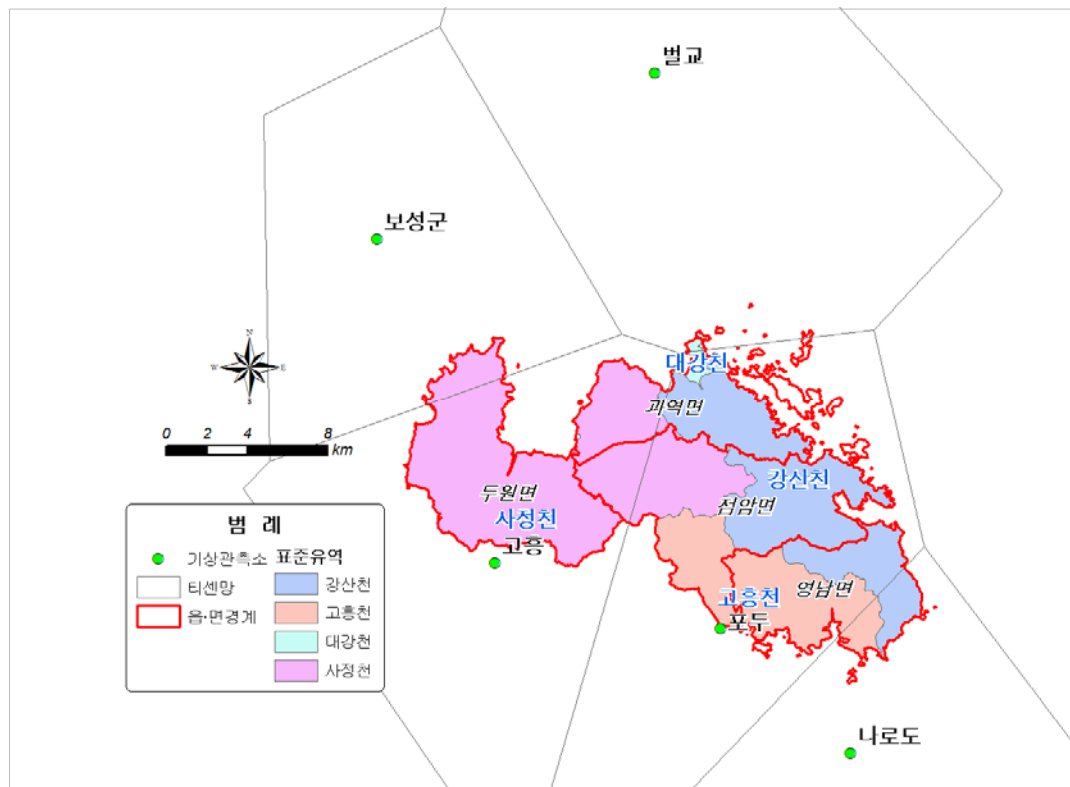 벌교
보성군
N
W E
S
대강천
과역면
0 2 4 8
km
강산천
두원면
점암면
사정천
고흥
범 례
기상관측소
표준유역
티센망
강산천
읍·면경계
고흥천
대강천
사정천
고흥천
영남면
포두
나로도